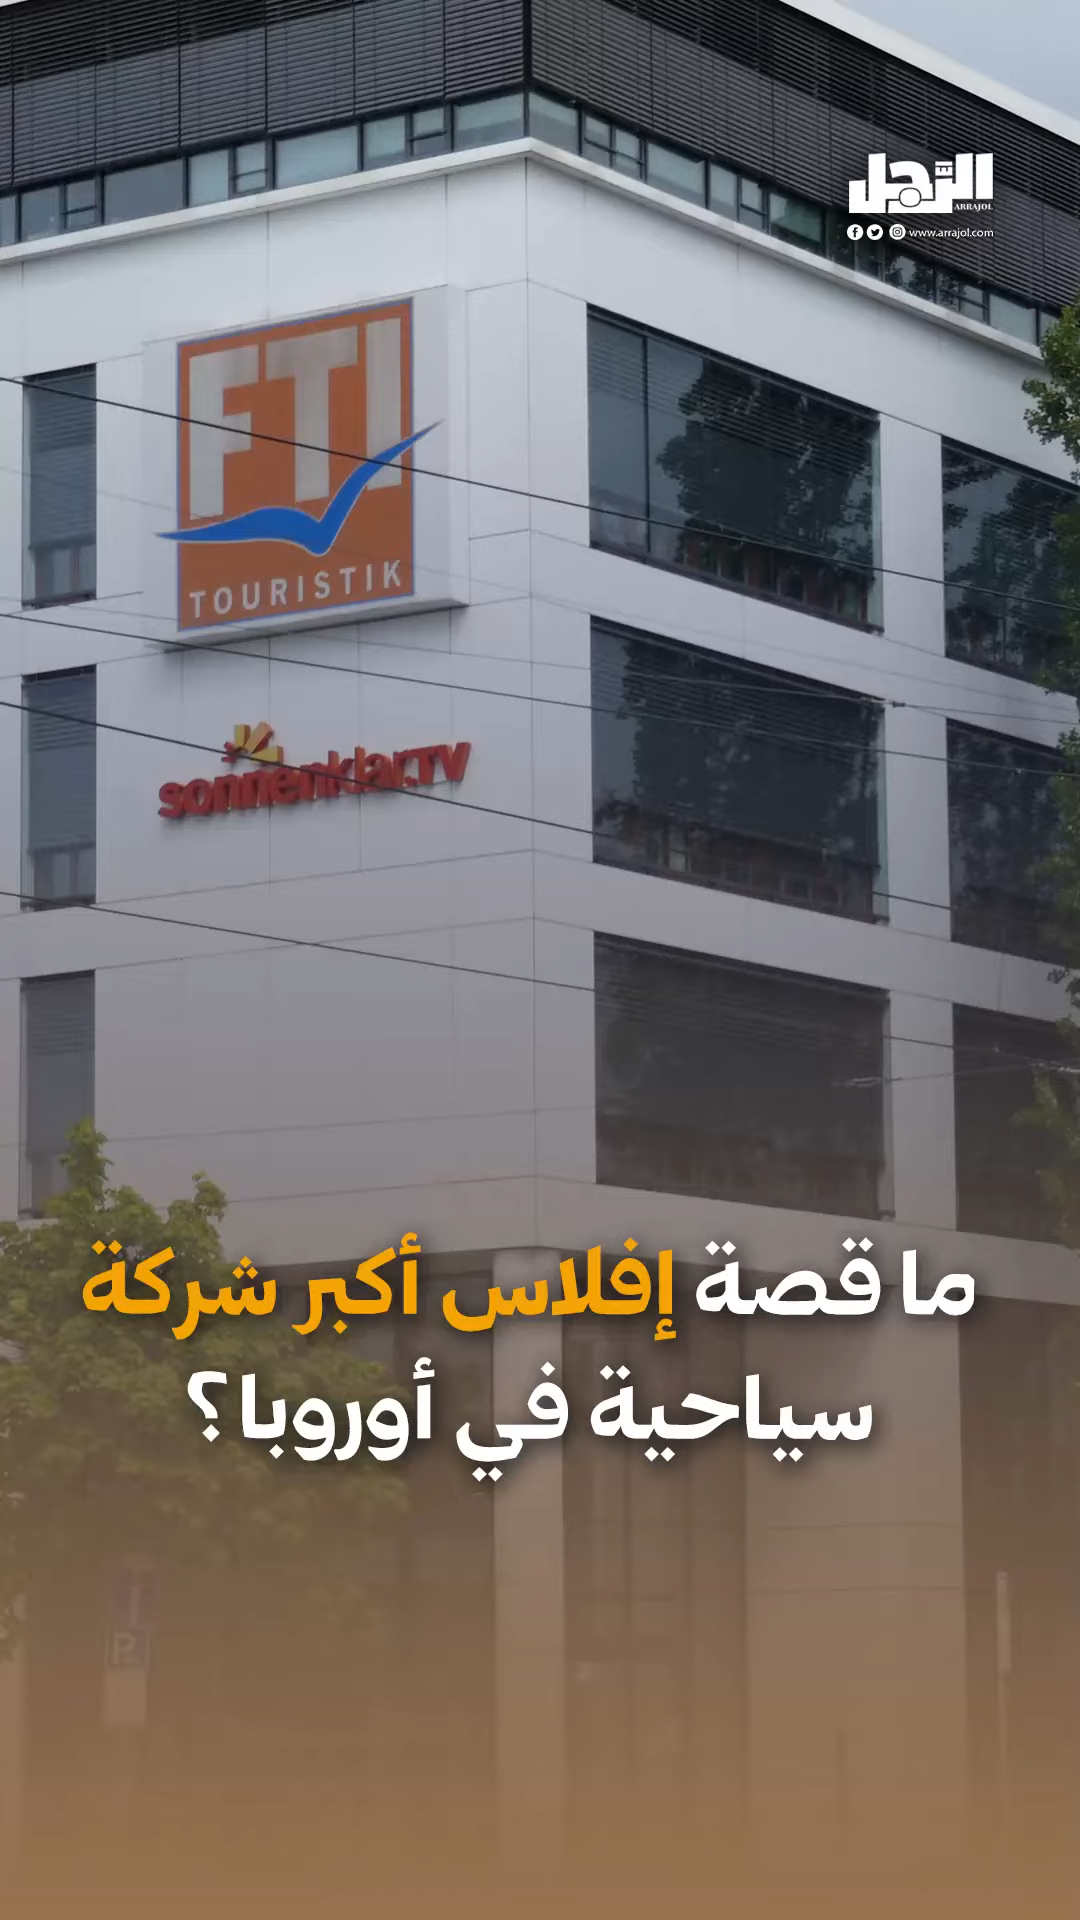 الرجل
ARRAJOL
www.arrajol.com
FTI
TOURISTIK
sonnenklar.TV
ما قصة إفلاس أكبر شركة
سياحية في أوروبا؟
P